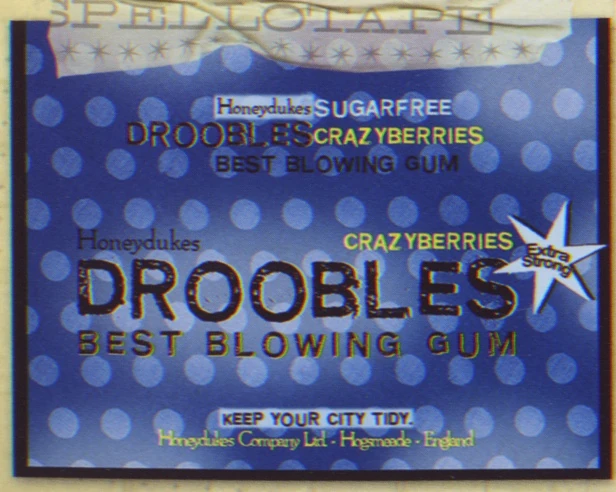 SPELLOTAPE
Honeydukes SUGARFREE
DROOBLES CRAZYBERRIES
BEST BLOWING GUM
Honeydukes CRAZYBERRIES
Extra
Strong
DROOBLES
BEST BLOWING GUM
KEEP YOUR CITY TIDY.
Honeydukes Company Ltd. - Hogsmeade - England